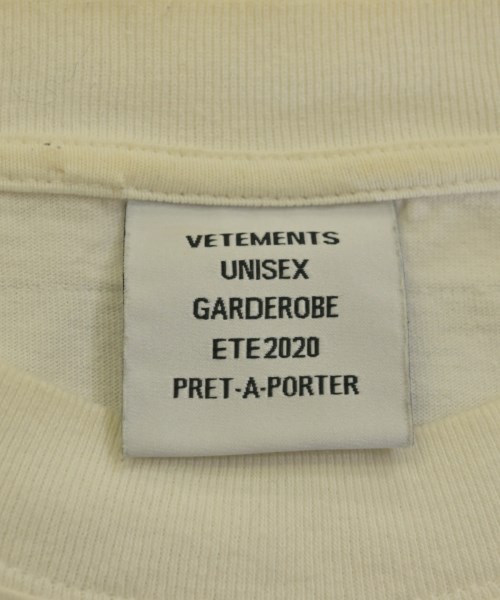 VETEMENTS
UNISEX
GARDEROBE
ETE2020
PRET-A-PORTER